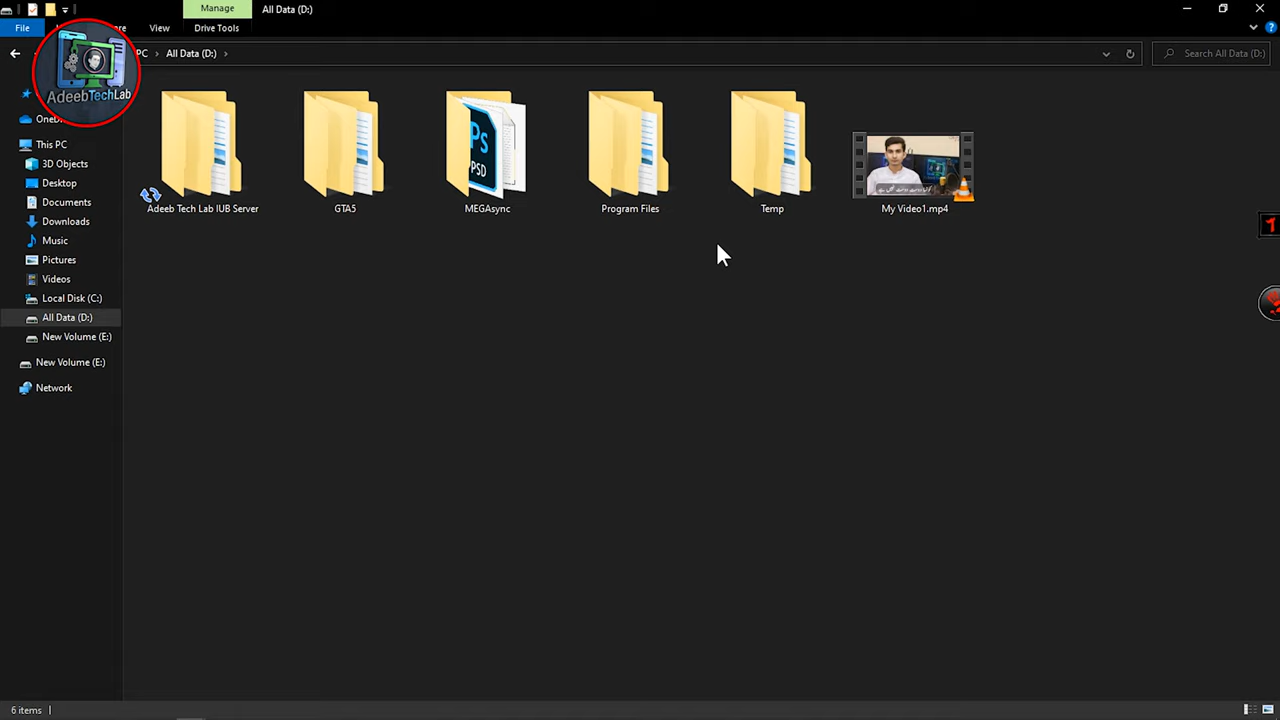 Manage
All Data (D:)
File
View
Drive Tools
AdeebTechLab
PC
All Data (D:)
Search All Data (D:)
This PC
3D Objects
Desktop
Documents
Downloads
Music
Pictures
Videos
Local Disk (C:)
All Data (D:)
New Volume (E:)
New Volume (E:)
Network
Ps
PSD
Adeeb Tech Lab IUB Server
GTA5
MEGAsync
Program Files
Temp
My Video1.mp4
6 items